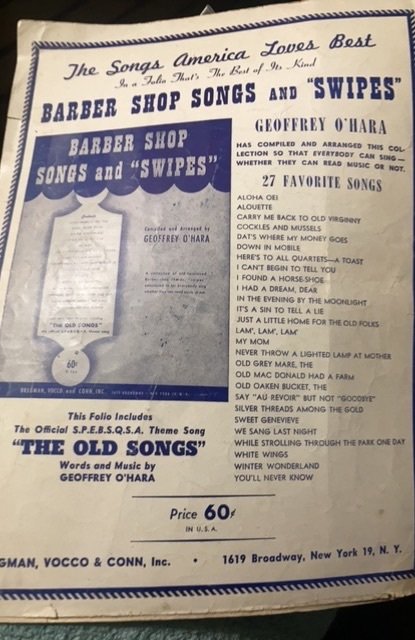 The Songs America Loves Best
In a Folio That's The Best of Its Kind
BARBER SHOP SONGS AND "SWIPES"
BARBER SHOP
SONGS and "SWIPES"
Compiled and Arranged by
GEOFFREY O'HARA
"THE OLD SONGS"
60¢
BREGMAN, VOCCO and CONN, INC.
GEOFFREY O'HARA
HAS COMPILED AND ARRANGED THIS COL-
LECTION SO THAT EVERYBODY CAN SING—
WHETHER THEY CAN READ MUSIC OR NOT.
27 FAVORITE SONGS
ALOHA OEI
ALOUETTE
CARRY ME BACK TO OLD VIRGINNY
COCKLES AND MUSSELS
DAT'S WHERE MY MONEY GOES
DOWN IN MOBILE
HERE'S TO ALL QUARTETS—A TOAST
I CAN'T BEGIN TO TELL YOU
I FOUND A HORSE-SHOE
I HAD A DREAM, DEAR
IN THE EVENING BY THE MOONLIGHT
IT'S A SIN TO TELL A LIE
JUST A LITTLE HOME FOR THE OLD FOLKS
LAM', LAM', LAM'
MY MOM
NEVER THROW A LIGHTED LAMP AT MOTHER
OLD GREY MARE, THE
OLD MAC DONALD HAD A FARM
OLD OAKEN BUCKET, THE
SAY "AU REVOIR" BUT NOT "GOODBYE"
SILVER THREADS AMONG THE GOLD
SWEET GENEVIEVE
WE SANG LAST NIGHT
WHILE STROLLING THROUGH THE PARK ONE DAY
WHITE WINGS
WINTER WONDERLAND
YOU'LL NEVER KNOW
This Folio Includes
The Official S.P.E.B.S.Q.S.A. Theme Song
"THE OLD SONGS"
Words and Music by
GEOFFREY O'HARA
Price 60¢
IN U.S.A.
GMAN, VOCCO & CONN, Inc. • 1619 Broadway, New York 19, N. Y.